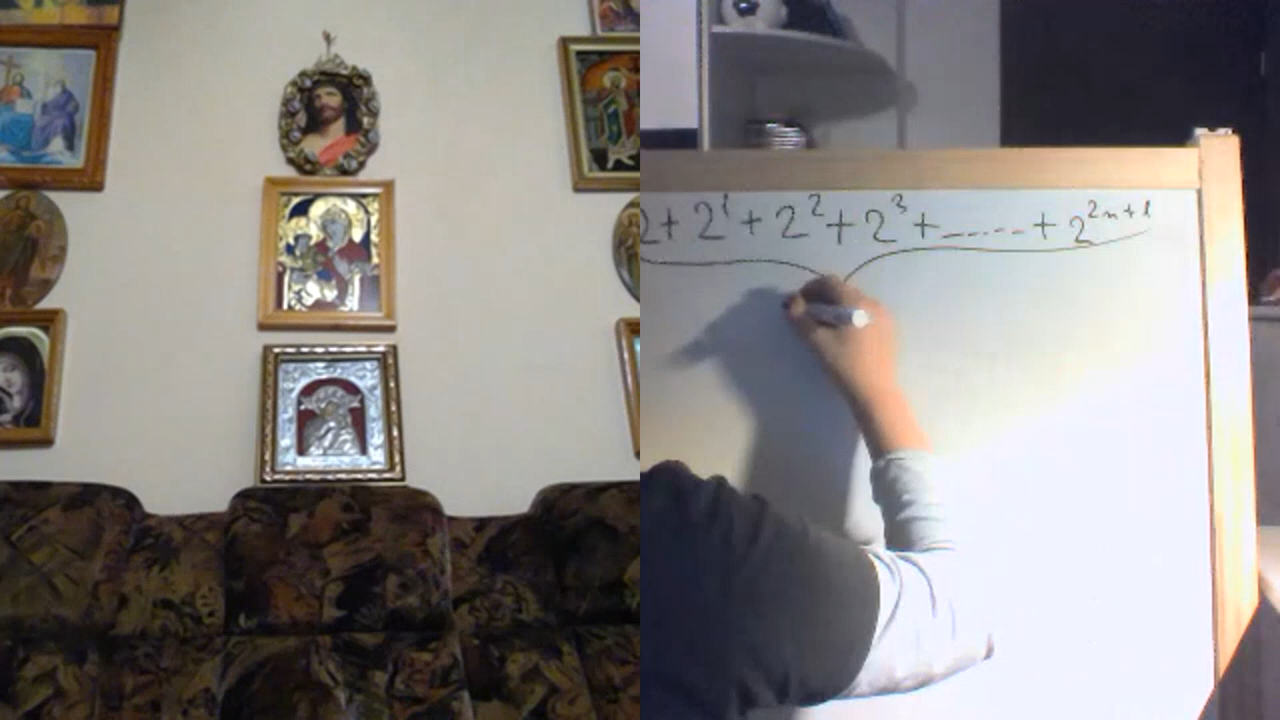 2 + 2¹ + 2² + 2³ + ...... + 2²ⁿ⁺¹